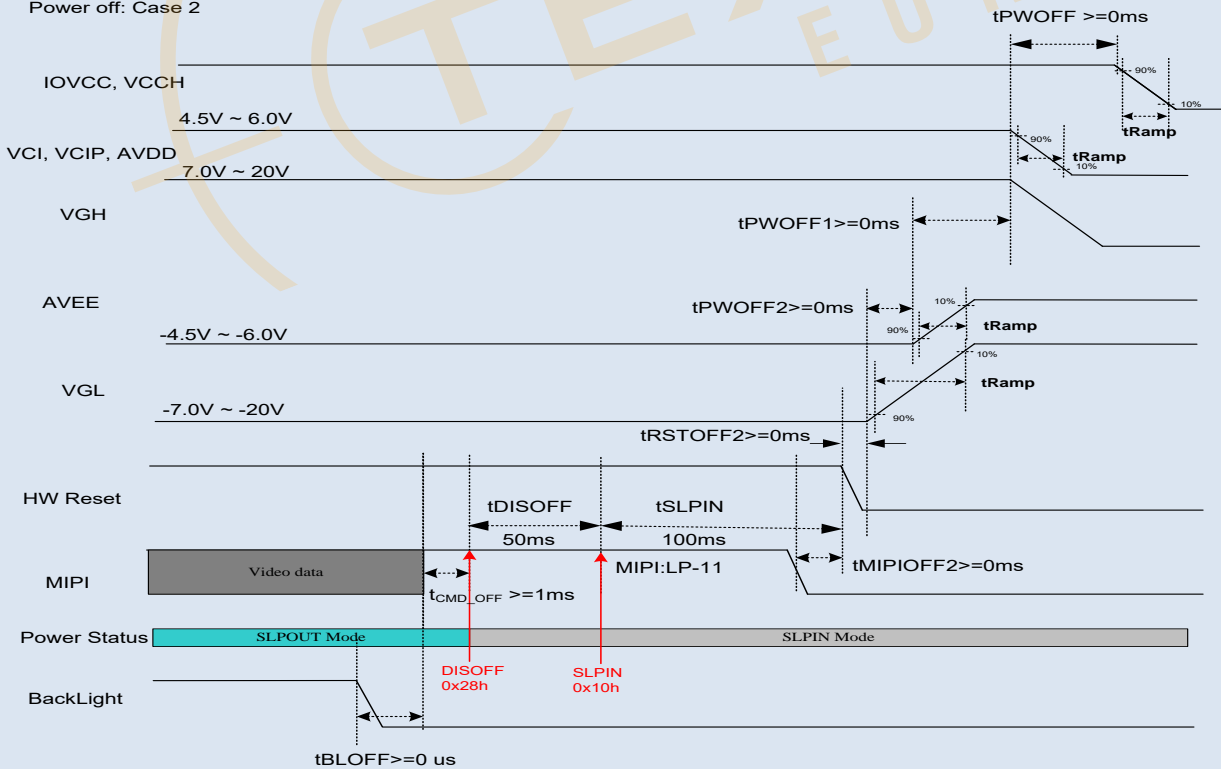 Power off: Case 2
tPWOFF >=0ms
IOVCC, VCCH
90%
10%
tRamp
4.5V ~ 6.0V
VCI, VCIP, AVDD
90%
10%
tRamp
7.0V ~ 20V
VGH
tPWOFF1>=0ms
AVEE
tPWOFF2>=0ms
10%
90%
tRamp
-4.5V ~ -6.0V
VGL
10%
tRamp
90%
-7.0V ~ -20V
tRSTOFF2>=0ms
HW Reset
tDISOFF
tSLPIN
50ms
100ms
MIPI
Video data
MIPI:LP-11
tMIPIOFF2>=0ms
tCMD_OFF >=1ms
Power Status
SLPOUT Mode
SLPIN Mode
DISOFF
0x28h
SLPIN
0x10h
BackLight
tBLOFF>=0 us